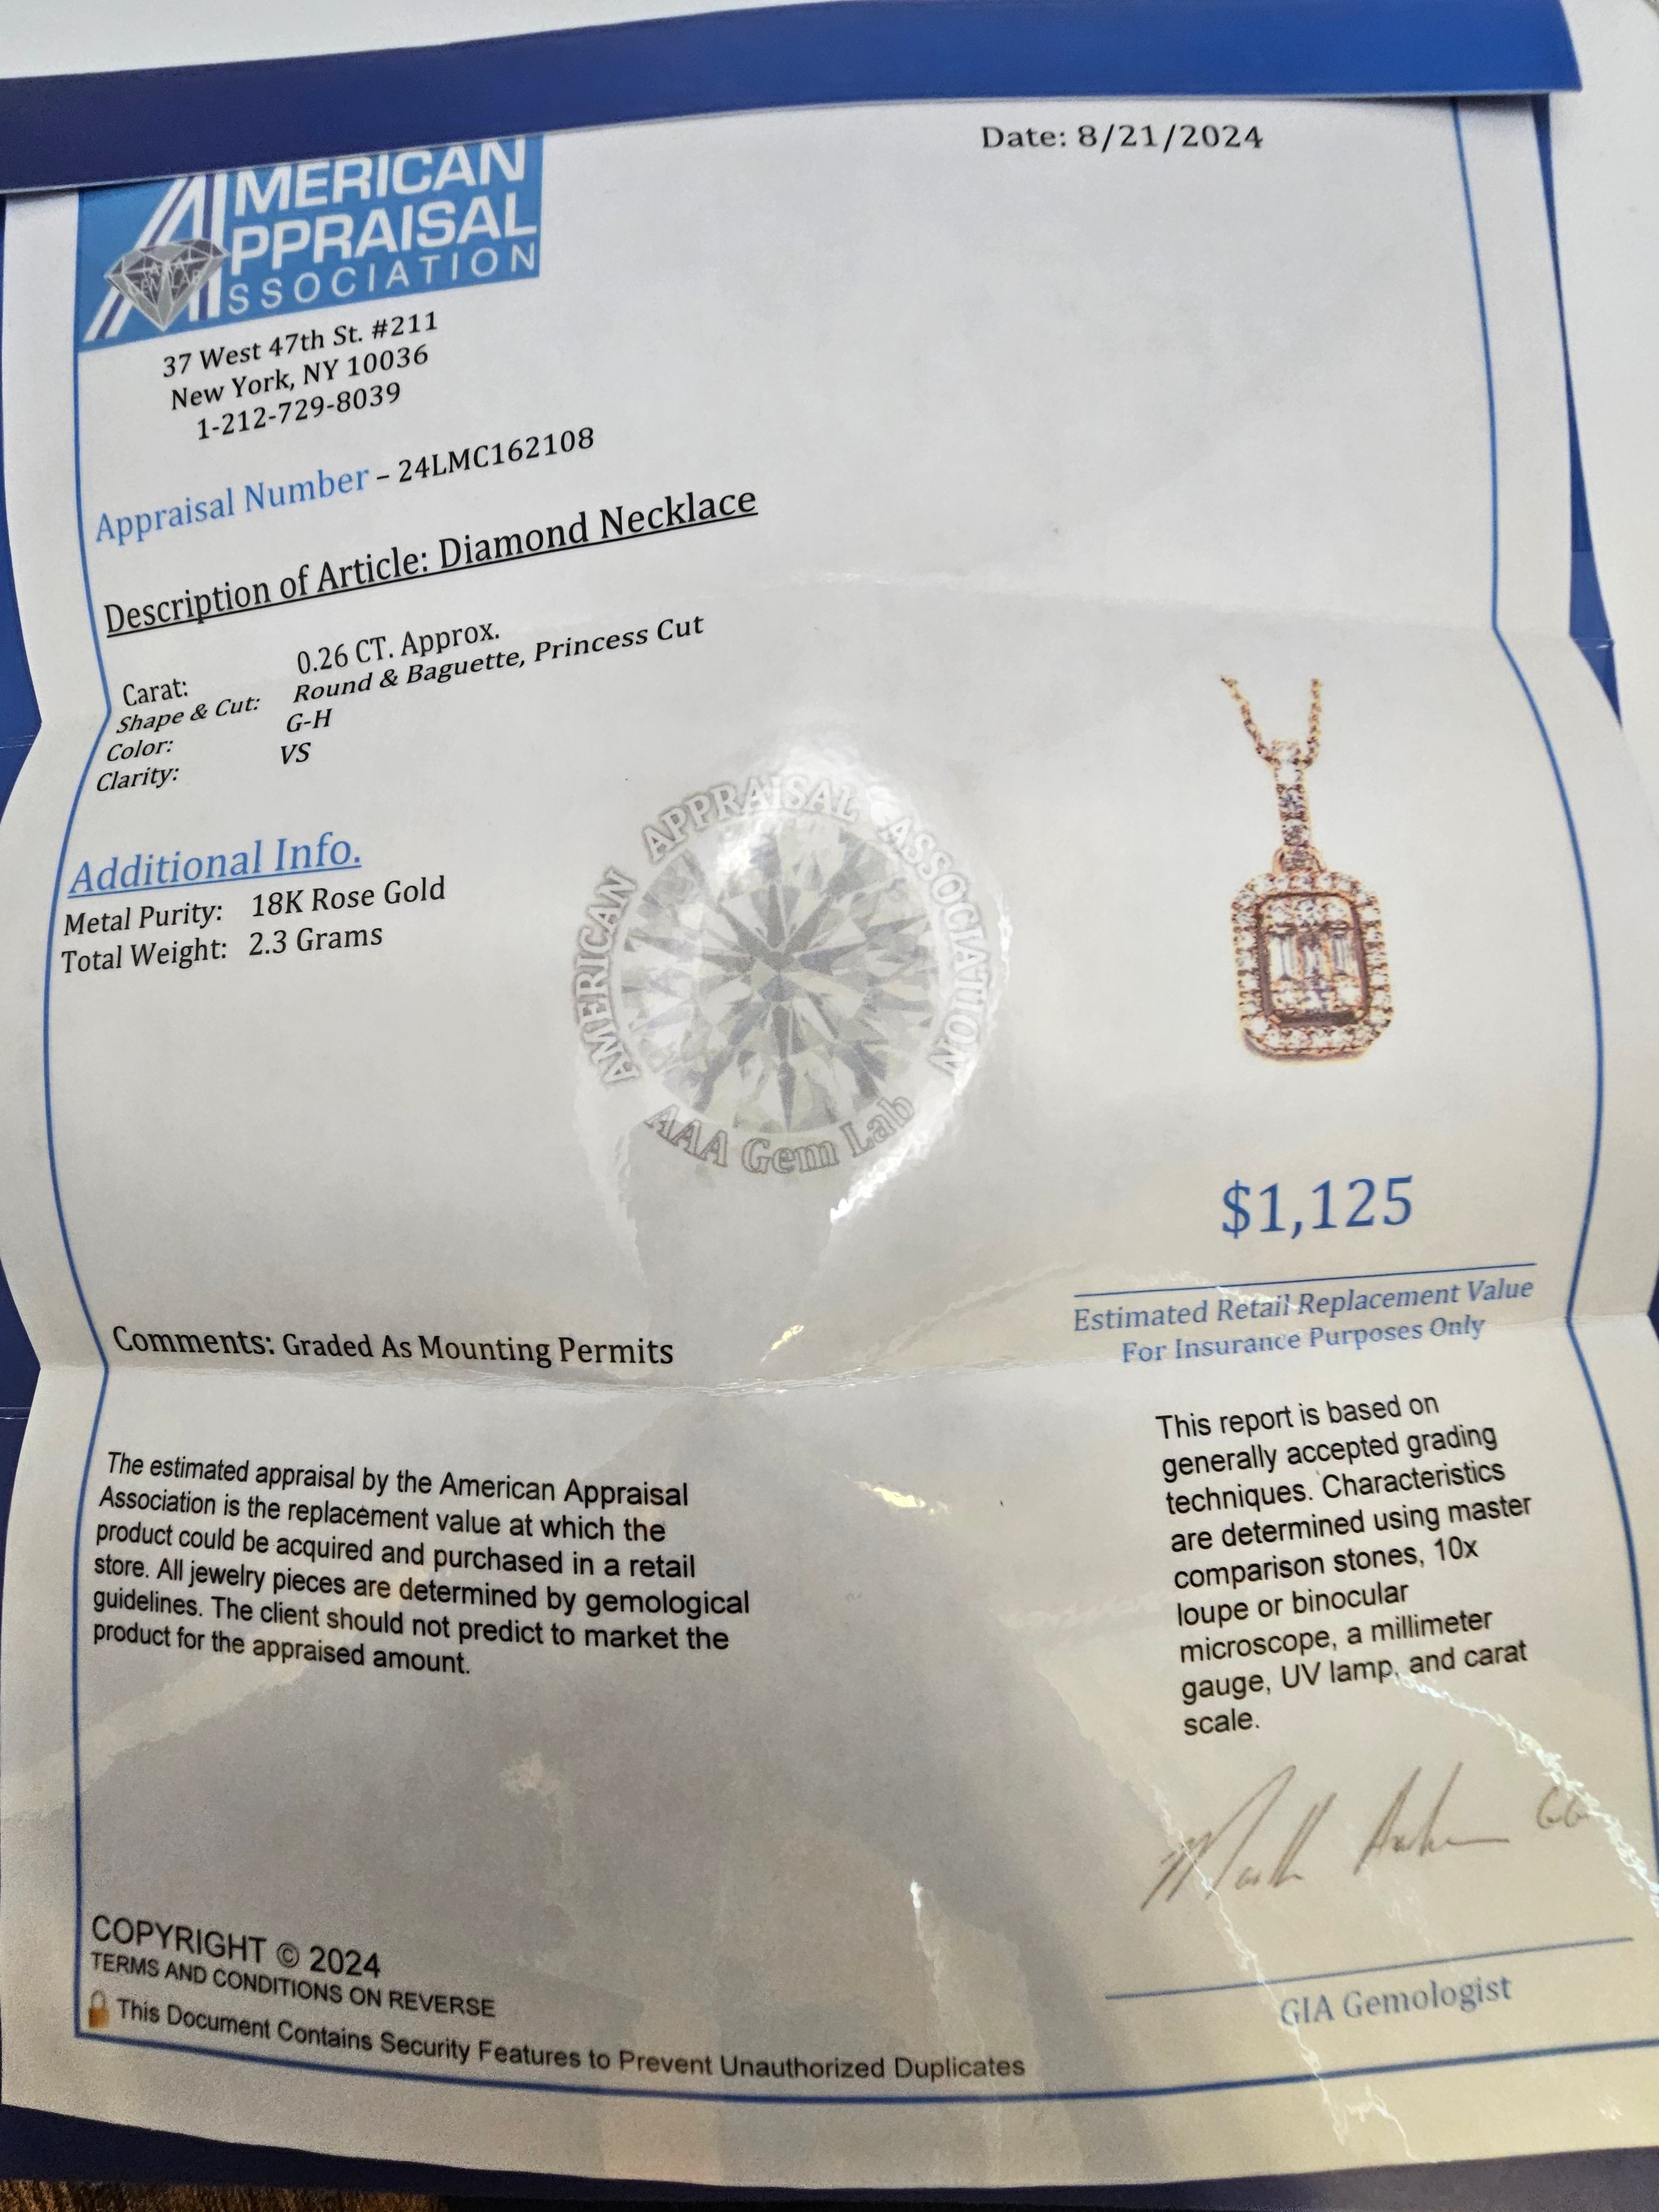 Date: 8/21/2024
AMERICAN
APPRAISAL
ASSOCIATION
37 West 47th St. #211
New York, NY 10036
1-212-729-8039
Appraisal Number – 24LMC162108
Description of Article: Diamond Necklace
Carat: 0.26 CT. Approx.
Shape & Cut: Round & Baguette, Princess Cut
Color: G-H
Clarity: VS
Additional Info.
Metal Purity: 18K Rose Gold
Total Weight: 2.3 Grams
AMERICAN APPRAISAL ASSOCIATION
AAA Gem Lab
$1,125
Estimated Retail Replacement Value
For Insurance Purposes Only
Comments: Graded As Mounting Permits
The estimated appraisal by the American Appraisal
Association is the replacement value at which the
product could be acquired and purchased in a retail
store. All jewelry pieces are determined by gemological
guidelines. The client should not predict to market the
product for the appraised amount.
This report is based on
generally accepted grading
techniques. Characteristics
are determined using master
comparison stones, 10x
loupe or binocular
microscope, a millimeter
gauge, UV lamp, and carat
scale.
GIA Gemologist
COPYRIGHT © 2024
TERMS AND CONDITIONS ON REVERSE
This Document Contains Security Features to Prevent Unauthorized Duplicates